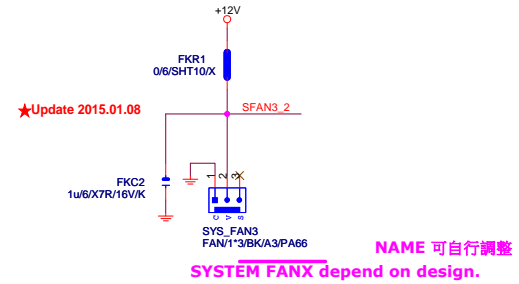 +12V
FKR1
0/6/SHT10/X
★Update 2015.01.08
SFAN3_2
1 2 3
FKC2
1u/6/X7R/16V/K
C V S
SYS_FAN3
FAN/1*3/BK/A3/PA66
NAME 可自行調整
SYSTEM FANX depend on design.